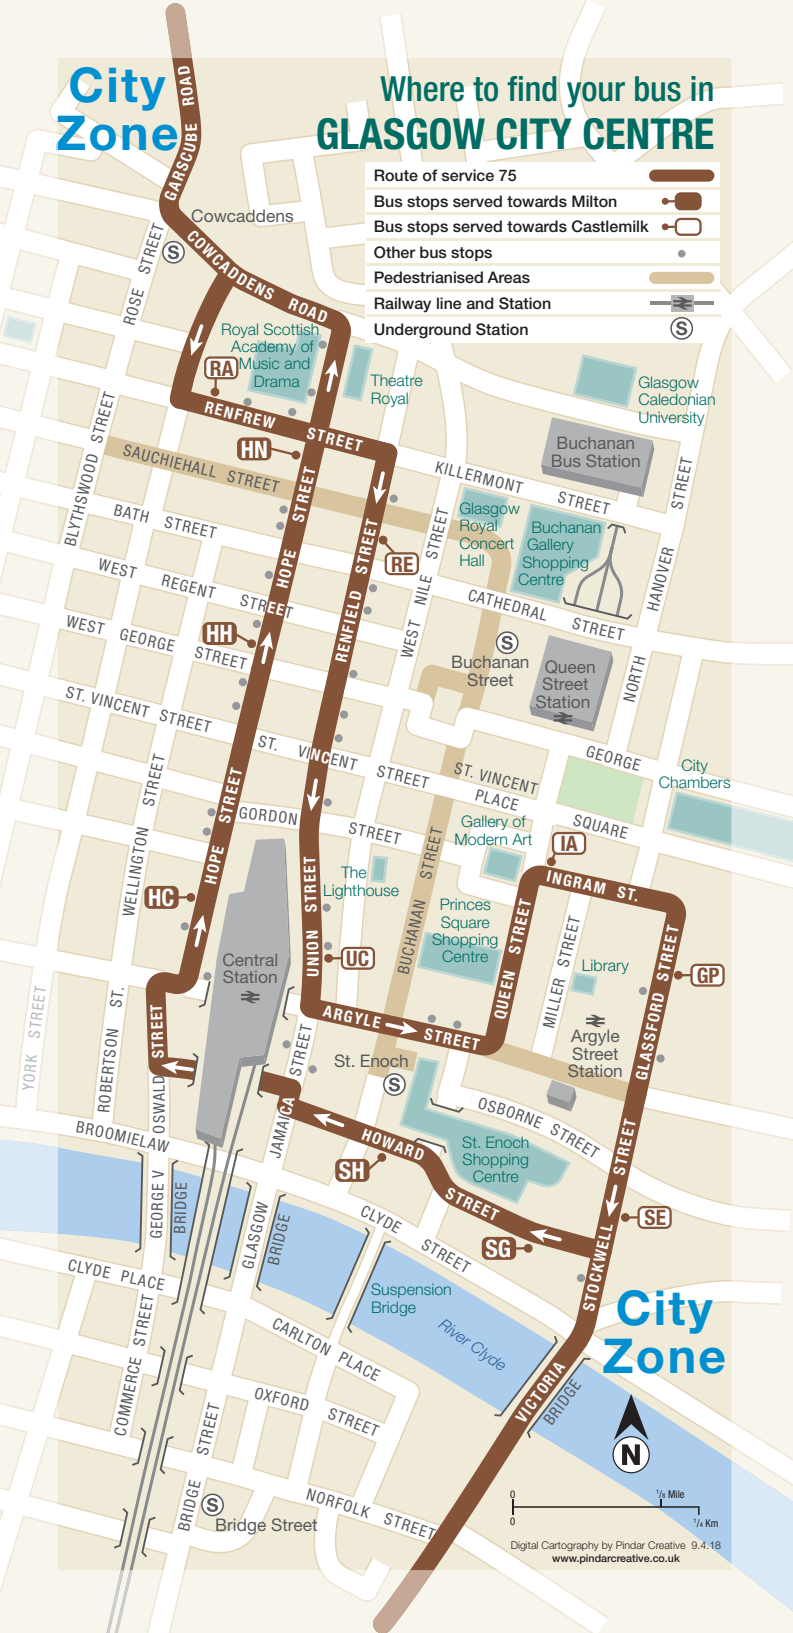 City
Zone
Where to find your bus in
GLASGOW CITY CENTRE
Route of service 75
Bus stops served towards Milton
Bus stops served towards Castlemilk
Other bus stops
Pedestrianised Areas
Railway line and Station
Underground Station
S
GARSCUBE ROAD
Cowcaddens
S
COWCADDENS ROAD
ROSE STREET
Royal Scottish
Academy of
Music and
Drama
RA
Theatre
Royal
Glasgow
Caledonian
University
RENFREW STREET
HN
BLYTHSWOOD STREET
SAUCHIEHALL STREET
KILLERMONT STREET
Buchanan
Bus Station
BATH STREET
HOPE STREET
RENFIELD STREET
RE
WEST NILE STREET
Glasgow
Royal
Concert
Hall
Buchanan
Gallery
Shopping
Centre
NORTH HANOVER STREET
WEST REGENT STREET
CATHEDRAL STREET
HH
WEST GEORGE STREET
S
Buchanan
Street
Queen
Street
Station
ST. VINCENT STREET
ST. VINCENT STREET
ST. VINCENT
PLACE
GEORGE
SQUARE
City
Chambers
WELLINGTON STREET
HOPE STREET
GORDON STREET
Gallery of
Modern Art
IA
INGRAM ST.
The
Lighthouse
BUCHANAN STREET
HC
UNION STREET
UC
Princes
Square
Shopping
Centre
QUEEN STREET
MILLER STREET
Library
GP
GLASSFORD STREET
Central
Station
YORK STREET
ROBERTSON ST.
OSWALD STREET
ARGYLE STREET
Argyle
Street
Station
St. Enoch
S
JAMAICA STREET
OSBORNE STREET
BROOMIELAW
HOWARD STREET
SH
St. Enoch
Shopping
Centre
SG
SE
STOCKWELL STREET
GEORGE V
BRIDGE
GLASGOW
BRIDGE
CLYDE STREET
CLYDE PLACE
Suspension
Bridge
River Clyde
City
Zone
COMMERCE STREET
CARLTON PLACE
VICTORIA
BRIDGE
OXFORD STREET
BRIDGE STREET
S
Bridge Street
NORFOLK STREET
N
0
1/8 Mile
0
1/4 Km
Digital Cartography by Pindar Creative 9.4.18
www.pindarcreative.co.uk